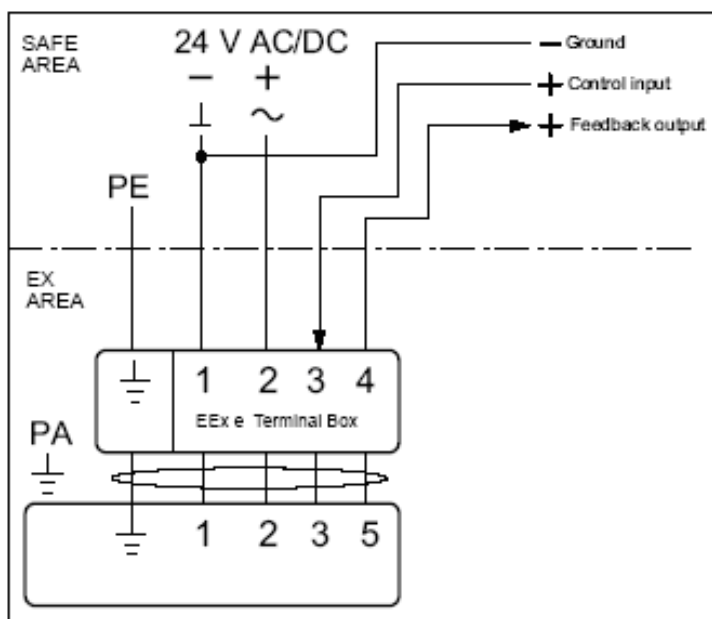 SAFE
AREA
24 V AC/DC
− +
⊥ ~
− Ground
+ Control input
+ Feedback output
PE
EX
AREA
1 2 3 4
EEx e Terminal Box
PA
1 2 3 5